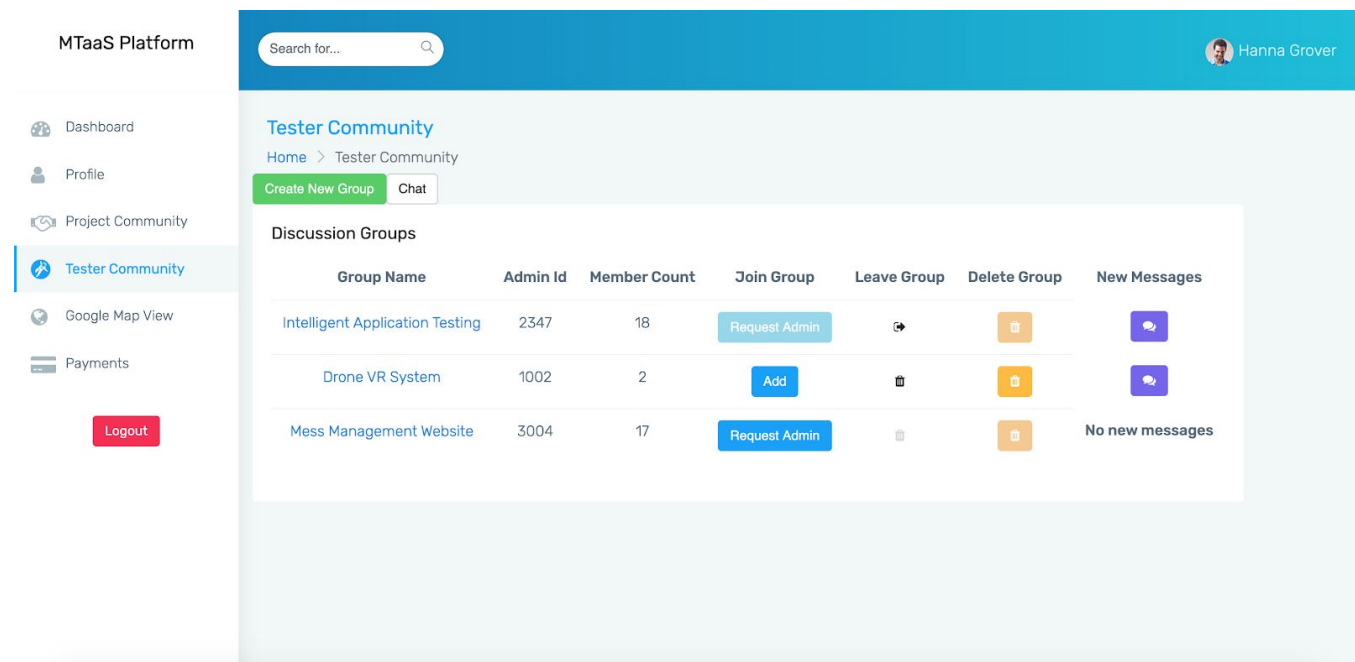 MTaaS Platform
Search for...
Hanna Grover
Dashboard
Profile
Project Community
Tester Community
Google Map View
Payments
Logout
Tester Community
Home > Tester Community
Create New Group Chat
Discussion Groups
Group Name Admin Id Member Count Join Group Leave Group Delete Group New Messages
Intelligent Application Testing 2347 18 Request Admin
Drone VR System 1002 2 Add
Mess Management Website 3004 17 Request Admin No new messages